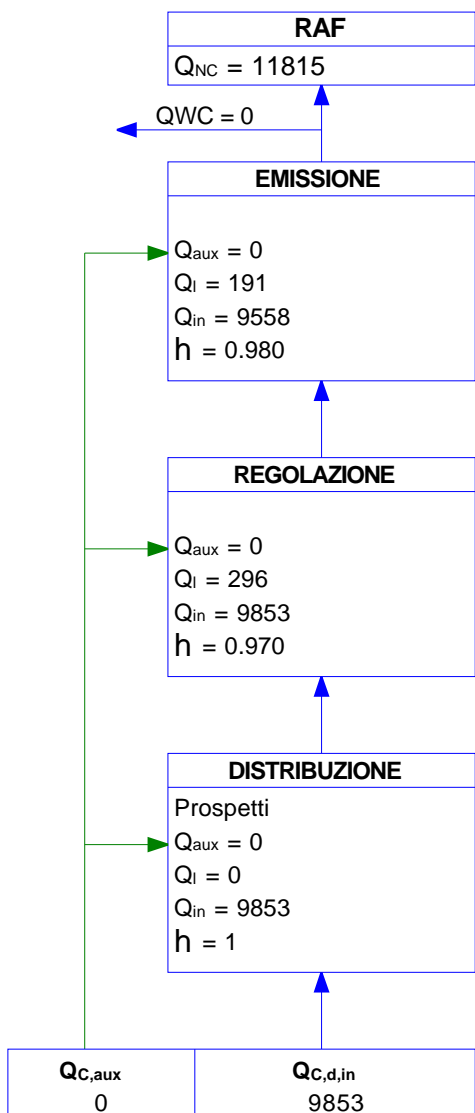 RAF
QNC = 11815
QWC = 0
EMISSIONE
Qaux = 0
Ql = 191
Qin = 9558
h = 0.980
REGOLAZIONE
Qaux = 0
Ql = 296
Qin = 9853
h = 0.970
DISTRIBUZIONE
Prospetti
Qaux = 0
Ql = 0
Qin = 9853
h = 1
QC,aux QC,d,in
0 9853